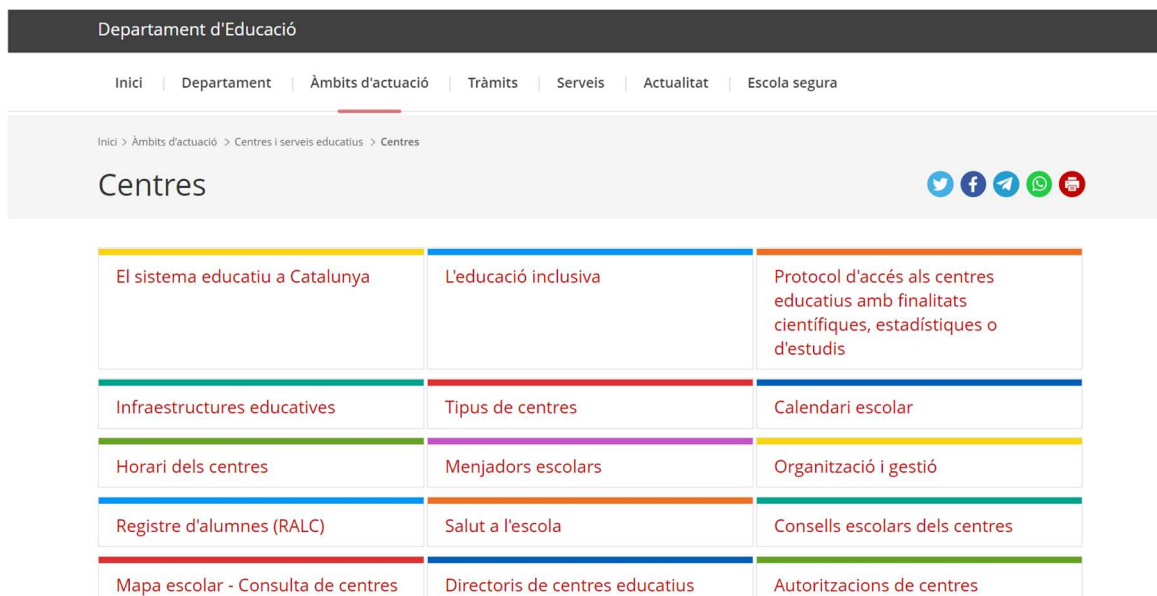 Departament d'Educació
Inici | Departament | Àmbits d'actuació | Tràmits | Serveis | Actualitat | Escola segura
Inici > Àmbits d'actuació > Centres i serveis educatius > Centres
Centres
El sistema educatiu a Catalunya
L'educació inclusiva
Protocol d'accés als centres
educatius amb finalitats
científiques, estadístiques o
d'estudis
Infraestructures educatives
Tipus de centres
Calendari escolar
Horari dels centres
Menjadors escolars
Organització i gestió
Registre d'alumnes (RALC)
Salut a l'escola
Consells escolars dels centres
Mapa escolar - Consulta de centres
Directoris de centres educatius
Autoritzacions de centres